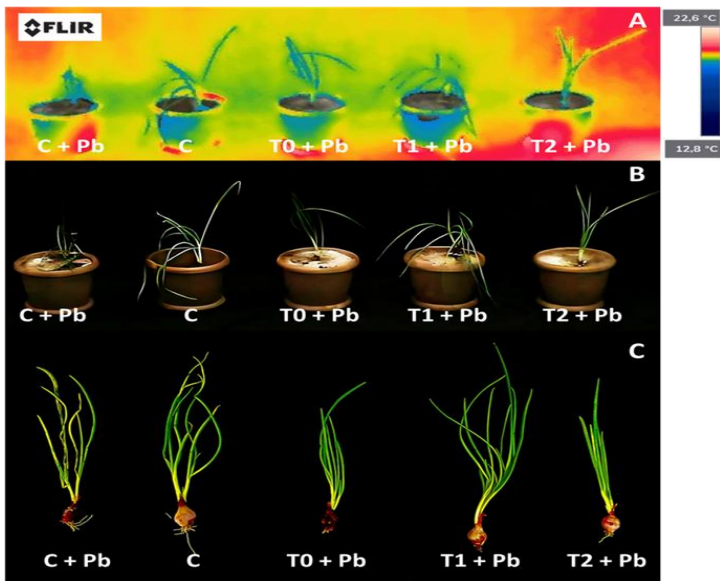 FLIR
A
22,6 °C
12,8 °C
C + Pb C T0 + Pb T1 + Pb T2 + Pb
B
C + Pb C T0 + Pb T1 + Pb T2 + Pb
C
C + Pb C T0 + Pb T1 + Pb T2 + Pb